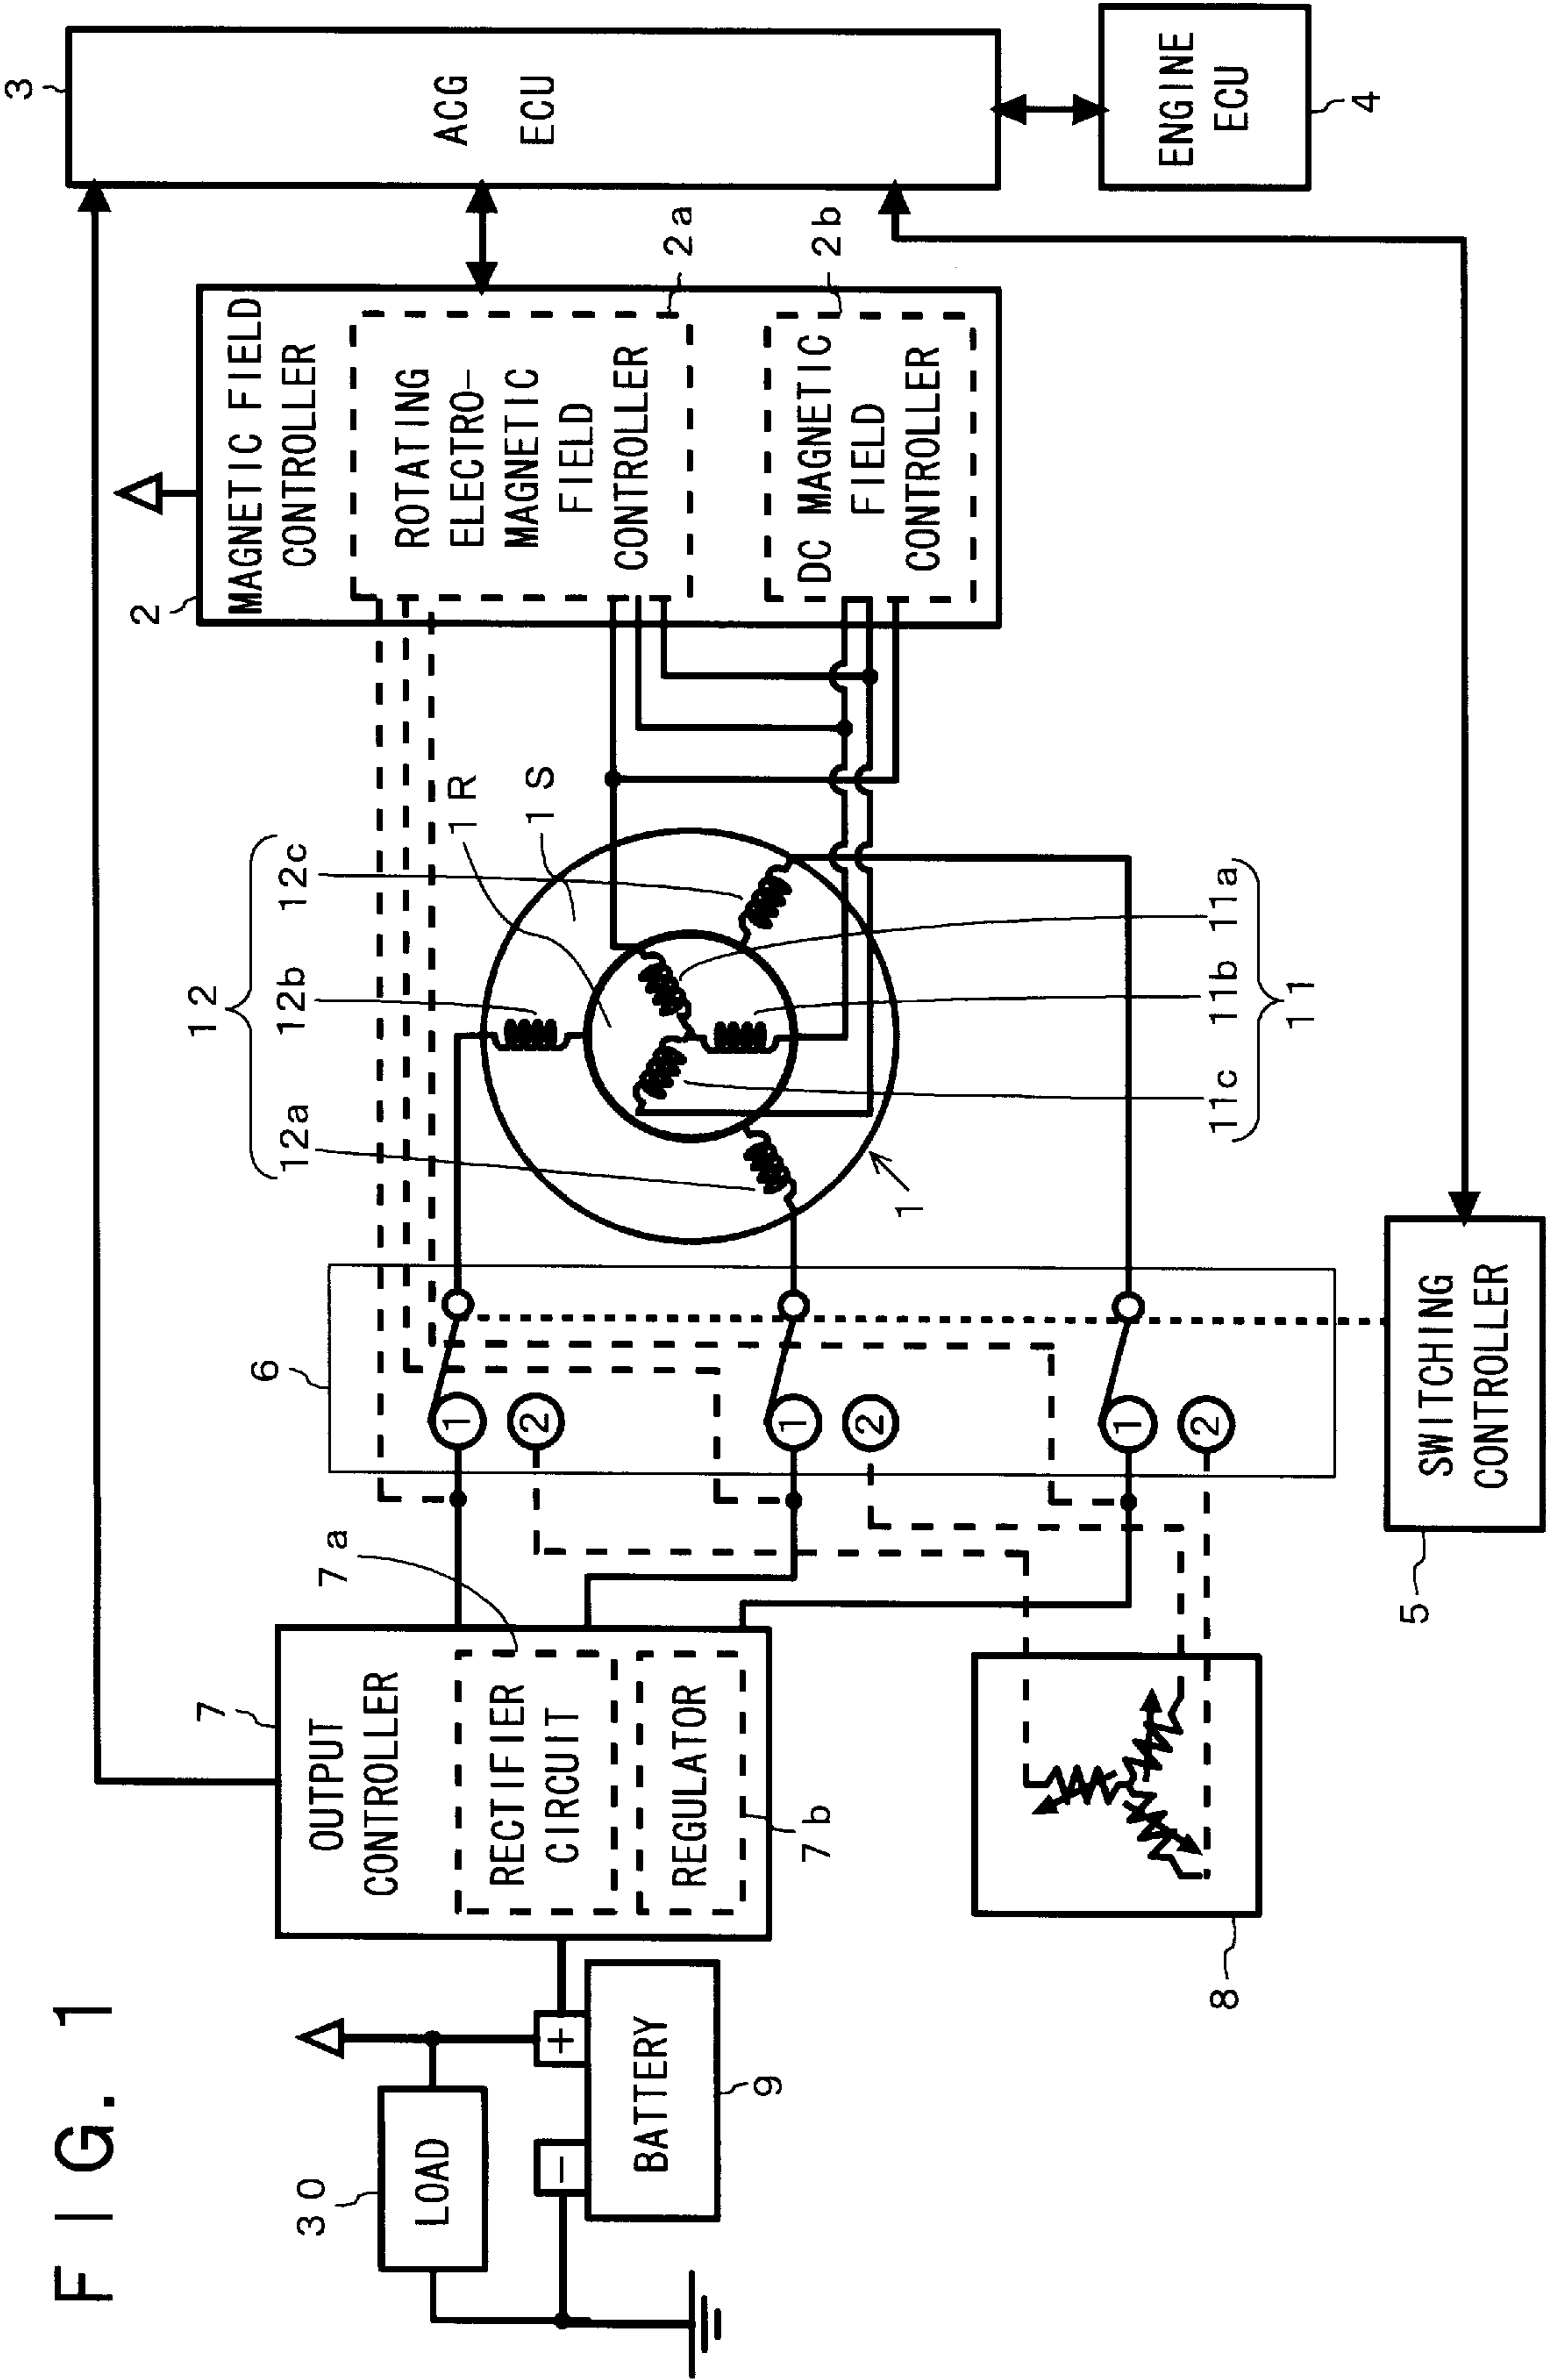 FIG. 1
30
LOAD
BATTERY
+
−
9
7
OUTPUT
CONTROLLER
RECTIFIER
CIRCUIT
REGULATOR
7a
7b
8
6
1
2
1
2
1
2
5
SWITCHING
CONTROLLER
12
12a
12b
12c
1R
1S
1
11c
11b
11a
11
2
MAGNETIC FIELD
CONTROLLER
ROTATING
ELECTRO-
MAGNETIC
FIELD
CONTROLLER
2a
DC MAGNETIC
FIELD
CONTROLLER
2b
3
ACG
ECU
ENGINE
ECU
4